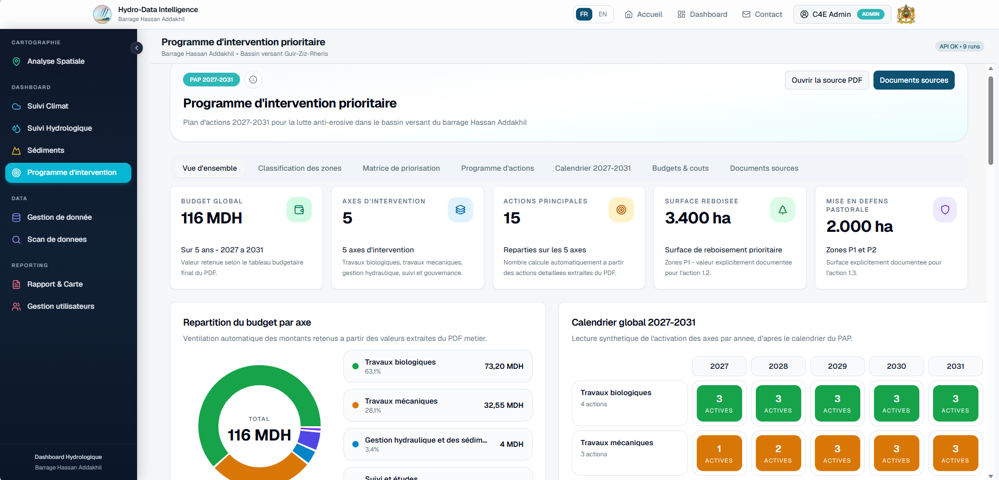 Hydro-Data Intelligence
Barrage Hassan Addakhil
FR
EN
Accueil
Dashboard
Contact
C4E Admin
ADMIN
CARTOGRAPHIE
Analyse Spatiale
DASHBOARD
Suivi Climat
Suivi Hydrologique
Sédiments
Programme d'intervention
DATA
Gestion de donnée
Scan de donnees
REPORTING
Rapport & Carte
Gestion utilisateurs
Dashboard Hydrologique
Barrage Hassan Addakhil
Programme d'intervention prioritaire
Barrage Hassan Addakhil • Bassin versant Guir-Ziz-Rheris
API OK • 9 runs
PAP 2027-2031
Ouvrir la source PDF
Documents sources
Programme d'intervention prioritaire
Plan d'actions 2027-2031 pour la lutte anti-erosive dans le bassin versant du barrage Hassan Addakhil
Vue d'ensemble
Classification des zones
Matrice de priorisation
Programme d'actions
Calendrier 2027-2031
Budgets & couts
Documents sources
BUDGET GLOBAL
116 MDH
Sur 5 ans - 2027 a 2031
Valeur retenue selon le tableau budgetaire
final du PDF.
AXES D'INTERVENTION
5
5 axes d'intervention
Travaux biologiques, travaux mecaniques,
gestion hydraulique, suivi et gouvernance.
ACTIONS PRINCIPALES
15
Reparties sur les 5 axes
Nombre calcule automatiquement a partir
des actions detaillees extraites du PDF.
SURFACE REBOISEE
3.400 ha
Surface de reboisement prioritaire
Zones P1 - valeur explicitement documentee
pour l'action 1.2.
MISE EN DEFENS
PASTORALE
2.000 ha
Zones P1 et P2
Surface explicitement documentee pour
l'action 1.3.
Repartition du budget par axe
Ventilation automatique des montants retenus a partir des valeurs extraites du PDF metier.
TOTAL
116 MDH
Travaux biologiques
63,1%
73,20 MDH
Travaux mécaniques
28,1%
32,55 MDH
Gestion hydraulique et des sédim...
3,4%
4 MDH
Suivi et études
Calendrier global 2027-2031
Lecture synthetique de l'activation des axes par annee, d'apres le calendrier du PAP.
2027
2028
2029
2030
2031
Travaux biologiques
4 actions
3
ACTIVES
3
ACTIVES
3
ACTIVES
3
ACTIVES
3
ACTIVES
Travaux mécaniques
3 actions
1
ACTIVES
2
ACTIVES
3
ACTIVES
3
ACTIVES
3
ACTIVES